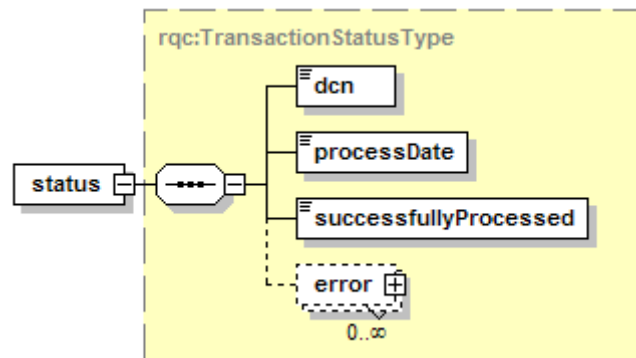 rqc:TransactionStatusType
dcn
processDate
status
successfullyProcessed
error
0..∞